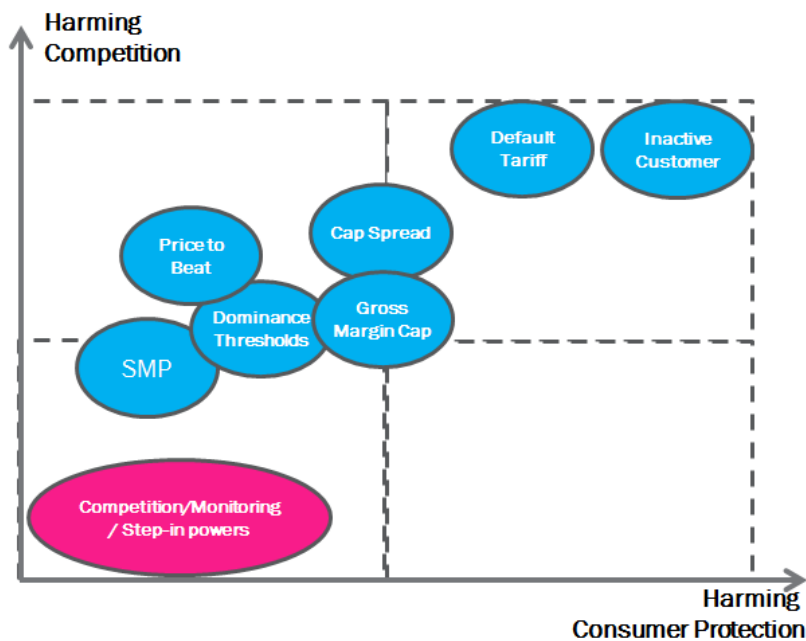 Harming
Competition
Default
Tariff
Inactive
Customer
Cap Spread
Price to
Beat
Gross
Margin Cap
Dominance
Thresholds
SMP
Competition/Monitoring
/ Step-in powers
Harming
Consumer Protection